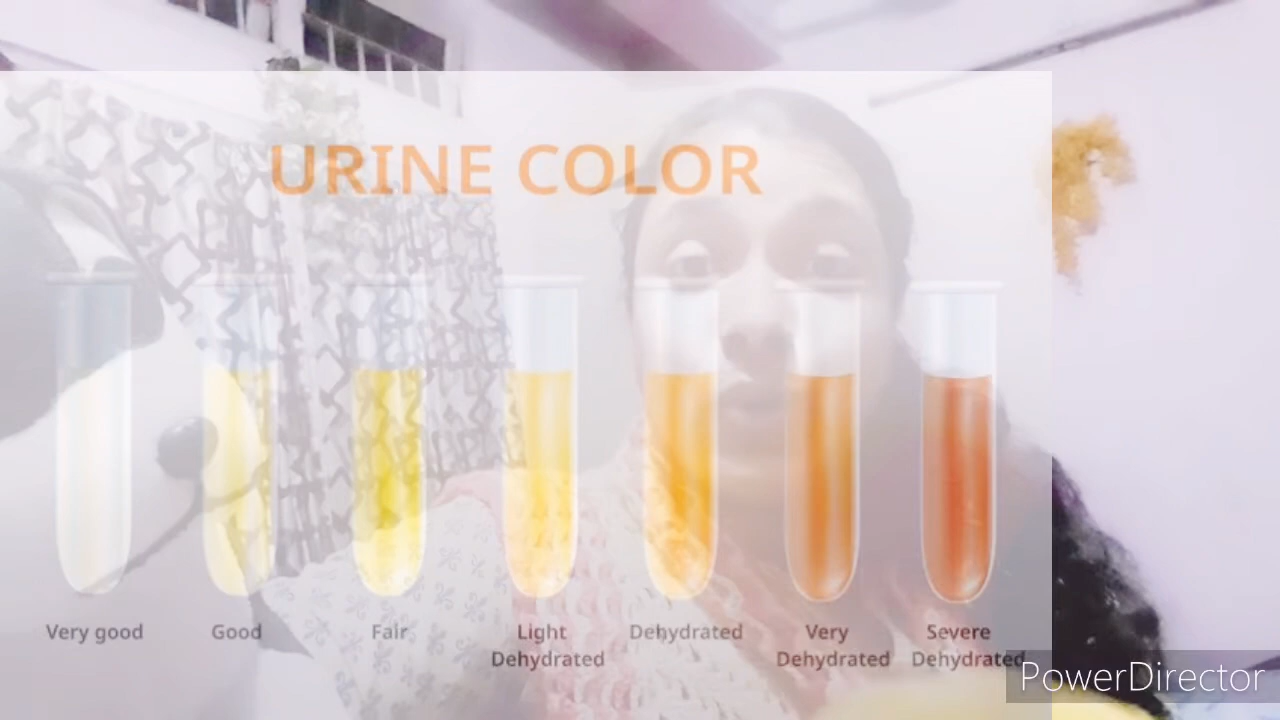 URINE COLOR
Very good
Good
Fair
Light
Dehydrated
Dehydrated
Very
Dehydrated
Severe
Dehydrated
PowerDirector